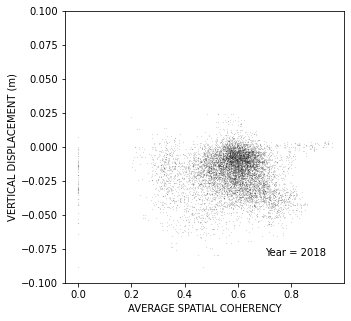 0.100
0.075
0.050
0.025
0.000
−0.025
−0.050
−0.075
−0.100
VERTICAL DISPLACEMENT (m)
Year = 2018
0.0 0.2 0.4 0.6 0.8
AVERAGE SPATIAL COHERENCY